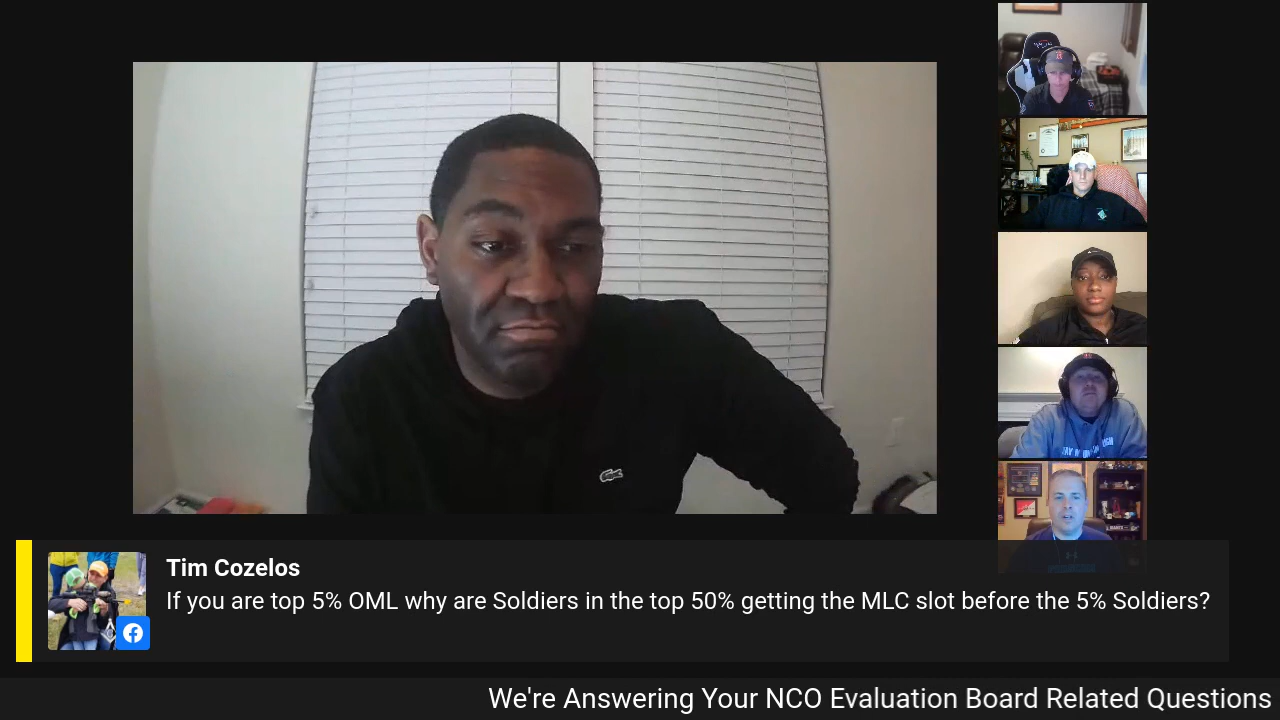 Tim Cozelos
If you are top 5% OML why are Soldiers in the top 50% getting the MLC slot before the 5% Soldiers?
We're Answering Your NCO Evaluation Board Related Questions